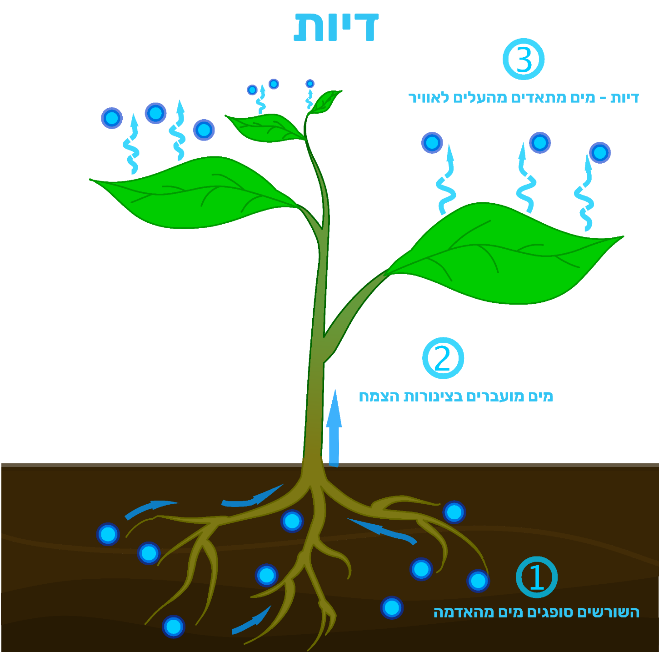 דיות
3
דיות - מים מתאדים מהעלים לאוויר
2
מים מועברים בצינורות הצמח
1
השורשים סופגים מים מהאדמה